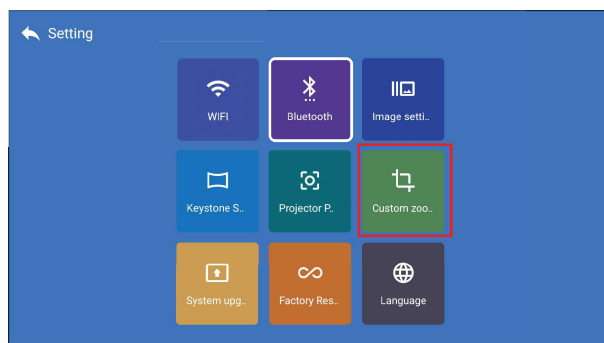 Setting
WIFI
Bluetooth
Image setti..
Keystone S..
Projector P..
Custom zoo..
System upg..
Factory Res..
Language